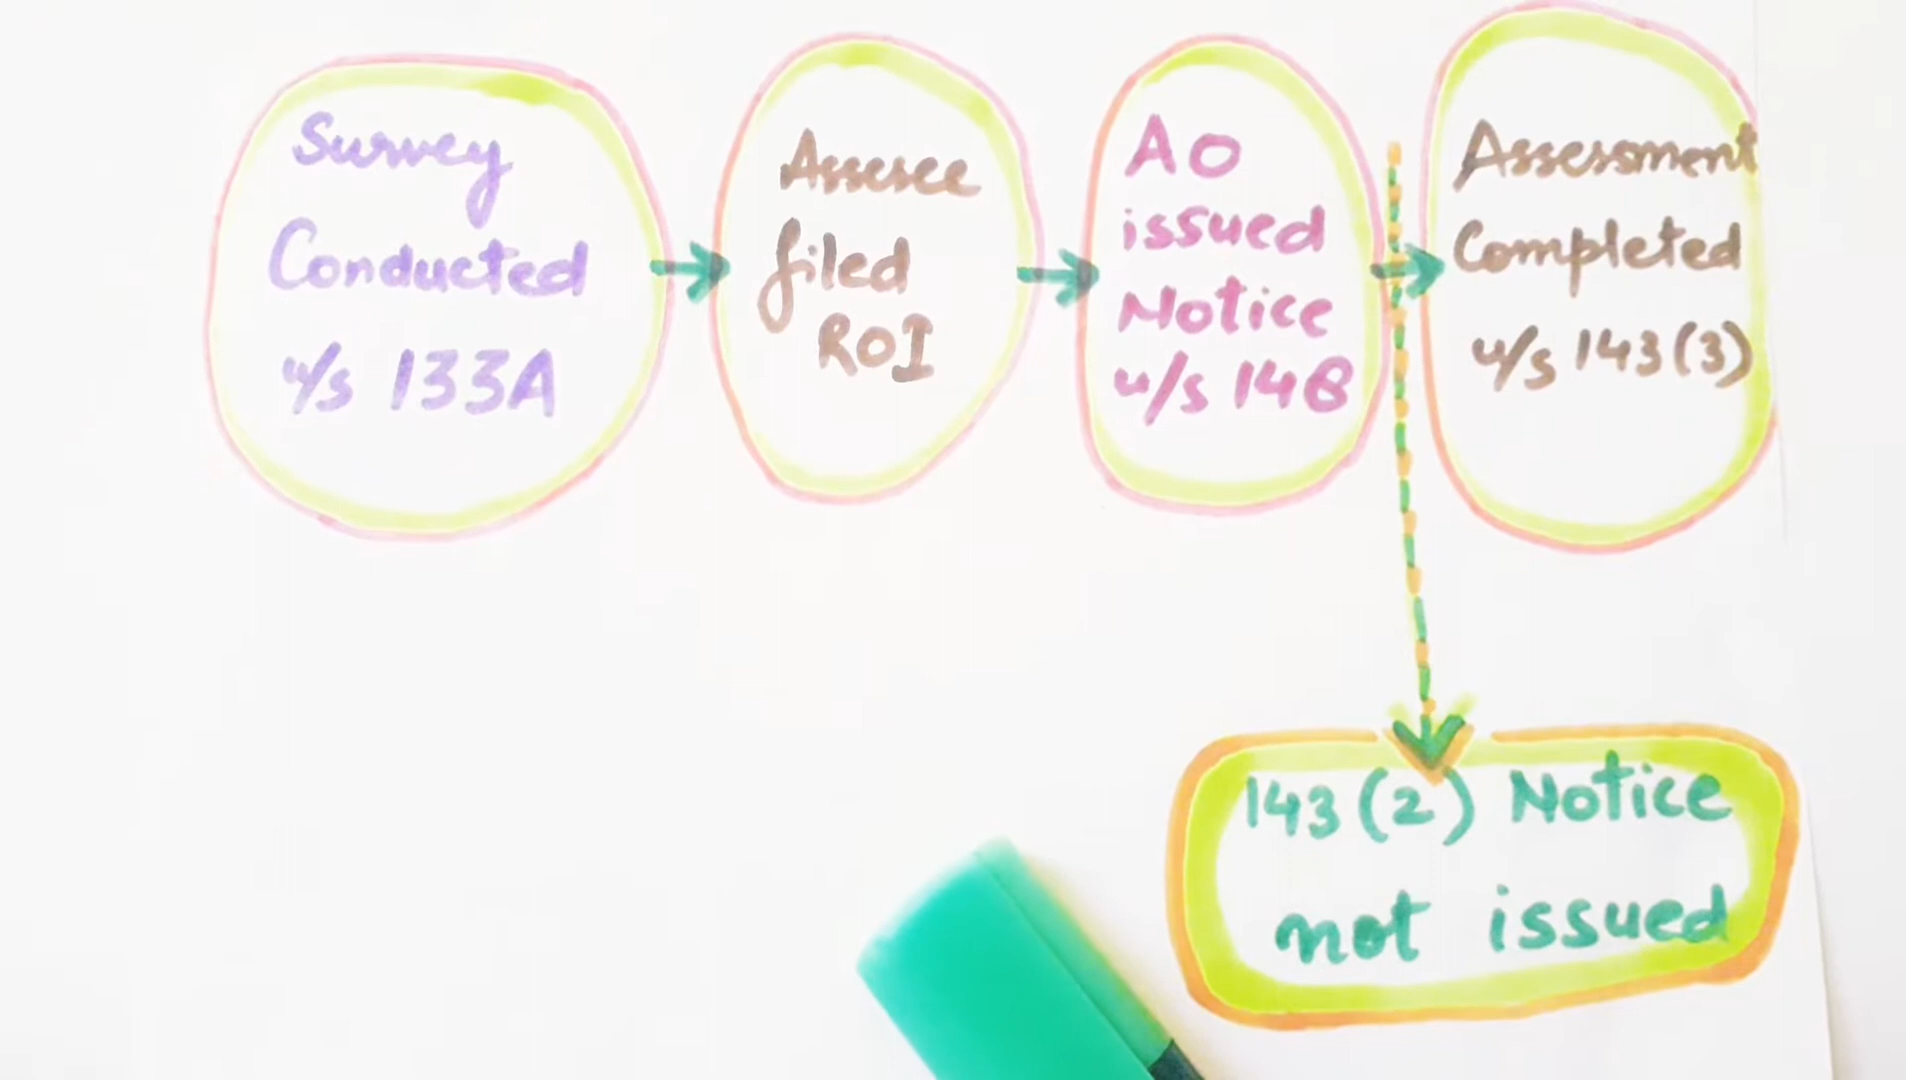 Survey
Conducted
u/s 133A
Assesee
filed
ROI
AO
issued
Notice
u/s 148
Assessment
Completed
u/s 143(3)
143(2) Notice
not issued